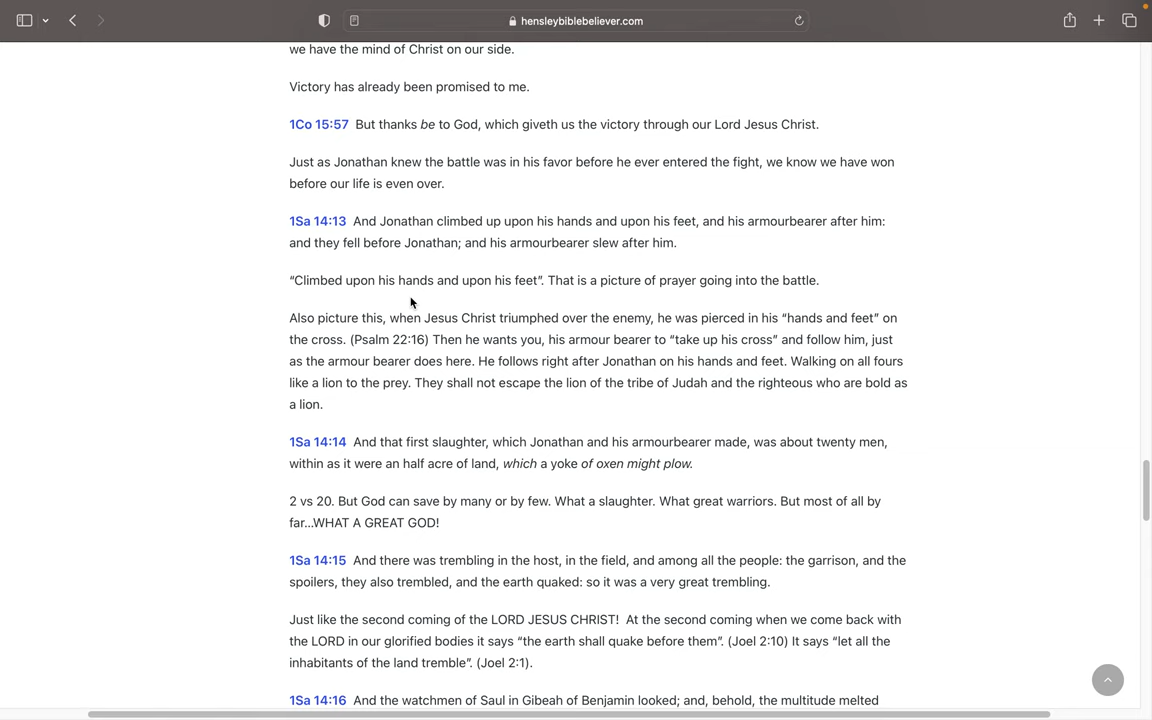 hensleybiblebeliever.com
we have the mind of Christ on our side.
Victory has already been promised to me.
1Co 15:57  But thanks be to God, which giveth us the victory through our Lord Jesus Christ.
Just as Jonathan knew the battle was in his favor before he ever entered the fight, we know we have won
before our life is even over.
1Sa 14:13  And Jonathan climbed up upon his hands and upon his feet, and his armourbearer after him:
and they fell before Jonathan; and his armourbearer slew after him.
“Climbed upon his hands and upon his feet”. That is a picture of prayer going into the battle.
Also picture this, when Jesus Christ triumphed over the enemy, he was pierced in his “hands and feet” on
the cross. (Psalm 22:16) Then he wants you, his armour bearer to “take up his cross” and follow him, just
as the armour bearer does here. He follows right after Jonathan on his hands and feet. Walking on all fours
like a lion to the prey. They shall not escape the lion of the tribe of Judah and the righteous who are bold as
a lion.
1Sa 14:14  And that first slaughter, which Jonathan and his armourbearer made, was about twenty men,
within as it were an half acre of land, which a yoke of oxen might plow.
2 vs 20. But God can save by many or by few. What a slaughter. What great warriors. But most of all by
far…WHAT A GREAT GOD!
1Sa 14:15  And there was trembling in the host, in the field, and among all the people: the garrison, and the
spoilers, they also trembled, and the earth quaked: so it was a very great trembling.
Just like the second coming of the LORD JESUS CHRIST!  At the second coming when we come back with
the LORD in our glorified bodies it says “the earth shall quake before them”. (Joel 2:10) It says “let all the
inhabitants of the land tremble”. (Joel 2:1).
1Sa 14:16  And the watchmen of Saul in Gibeah of Benjamin looked; and, behold, the multitude melted